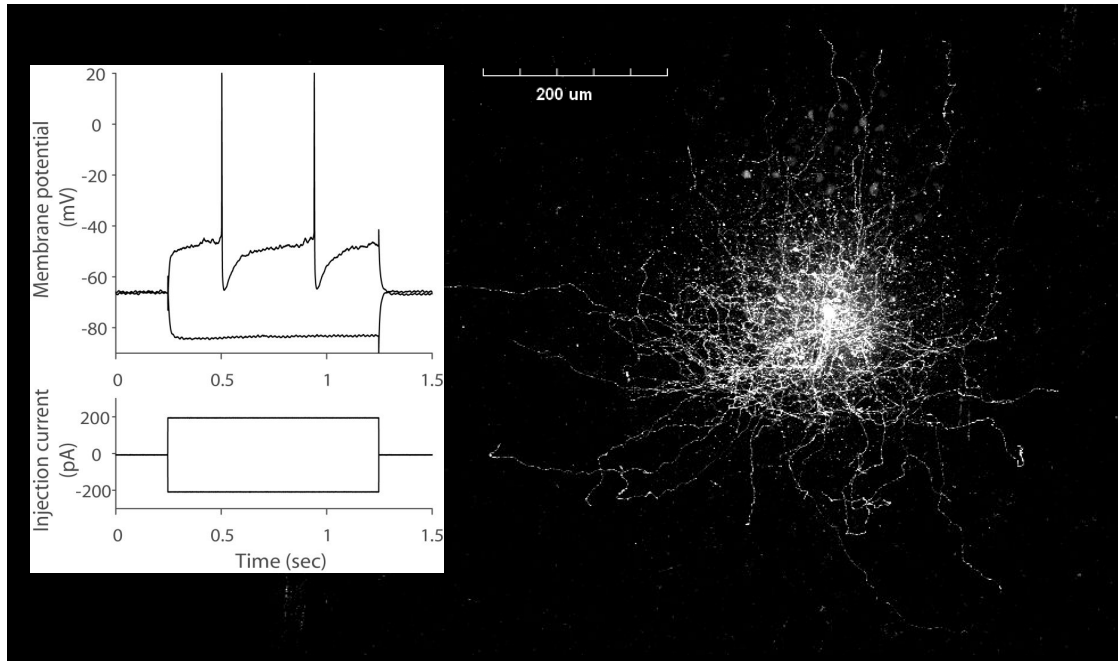 20
0
-20
-40
-60
-80
Membrane potential
(mV)
0 0.5 1 1.5
200
0
-200
Injection current
(pA)
0 0.5 1 1.5
Time (sec)
200 um